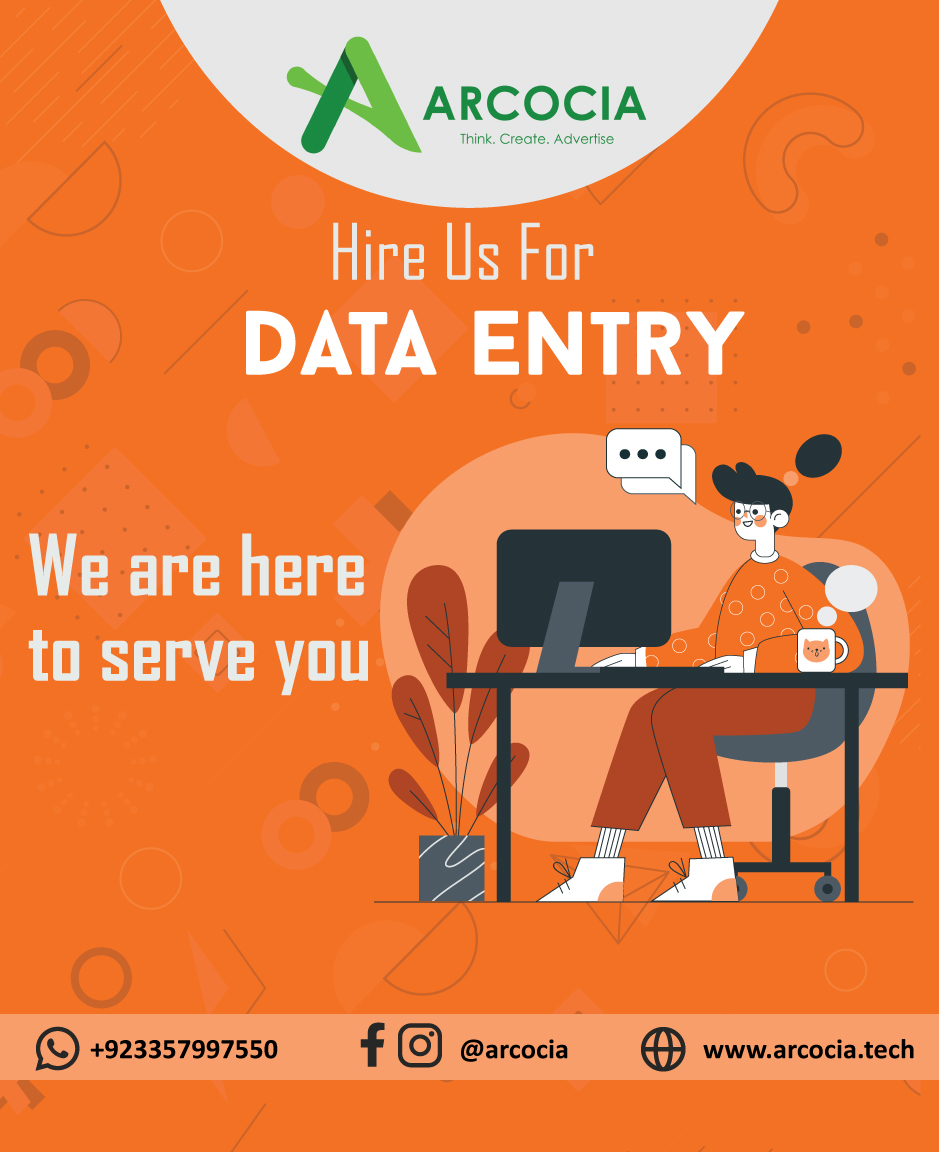 ARCOCIA
Think. Create. Advertise
Hire Us For
DATA ENTRY
We are here
to serve you
+923357997550
@arcocia
www.arcocia.tech